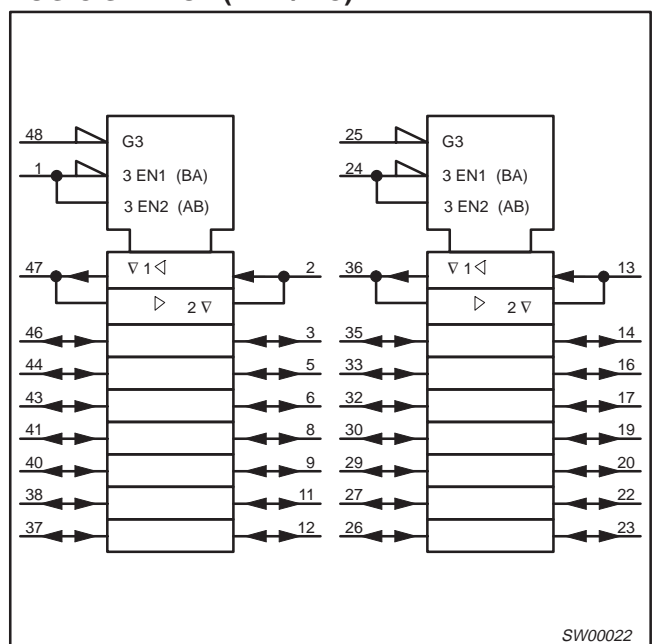 48 G3 25 G3
1 3 EN1 (BA) 24 3 EN1 (BA)
3 EN2 (AB) 3 EN2 (AB)
47 ∇ 1 ◁ 2 36 ∇ 1 ◁ 13
▷ 2 ∇ ▷ 2 ∇
46 3 35 14
44 5 33 16
43 6 32 17
41 8 30 19
40 9 29 20
38 11 27 22
37 12 26 23
SW00022